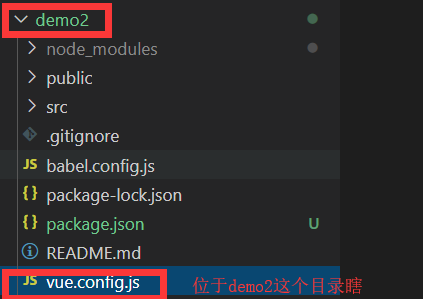 demo2
node_modules
public
src
.gitignore
JS babel.config.js
{} package-lock.json
{} package.json U
README.md
JS vue.config.js 位于demo2这个目录瞎